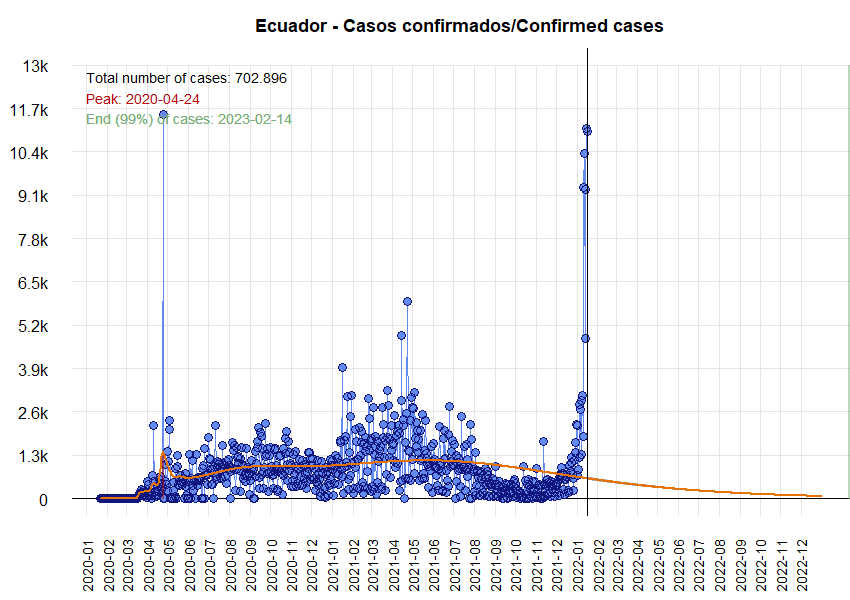 Ecuador - Casos confirmados/Confirmed cases
13k
11.7k
10.4k
9.1k
7.8k
6.5k
5.2k
3.9k
2.6k
1.3k
0
Total number of cases: 702.896
Peak: 2020-04-24
End (99%) of cases: 2023-02-14
2020-01
2020-02
2020-03
2020-04
2020-05
2020-06
2020-07
2020-08
2020-09
2020-10
2020-11
2020-12
2021-01
2021-02
2021-03
2021-04
2021-05
2021-06
2021-07
2021-08
2021-09
2021-10
2021-11
2021-12
2022-01
2022-02
2022-03
2022-04
2022-05
2022-06
2022-07
2022-08
2022-09
2022-10
2022-11
2022-12